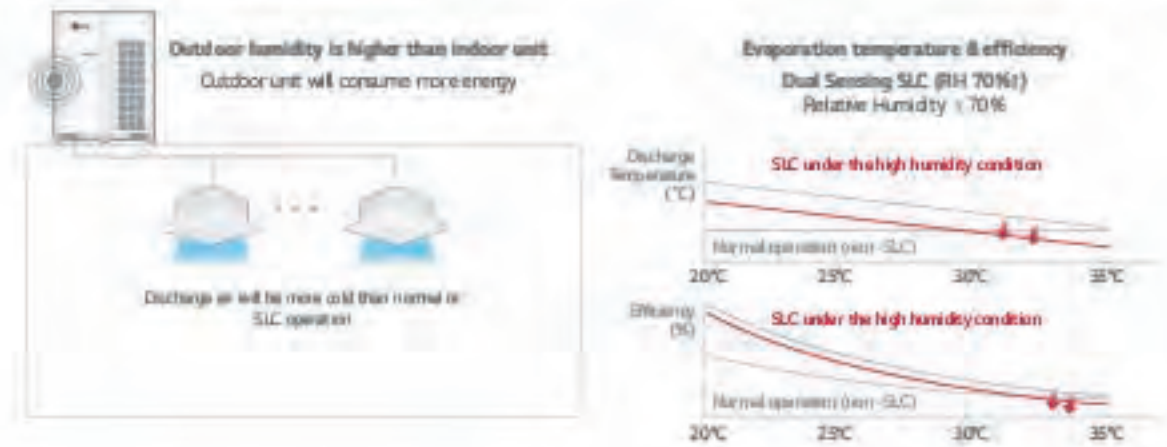 Outdoor humidity is higher than indoor unit
Outdoor unit will consume more energy
Discharge air will be more cold than normal or
SLC operation
Evaporation temperature & efficiency
Dual Sensing SLC (RH 70%↑)
Relative Humidity 70%
Discharge
Temperature
(°C)
SLC under the high humidity condition
Normal operation (non-SLC)
20°C 25°C 30°C 35°C
Efficiency
(%)
SLC under the high humidity condition
Normal operation (non-SLC)
20°C 25°C 30°C 35°C